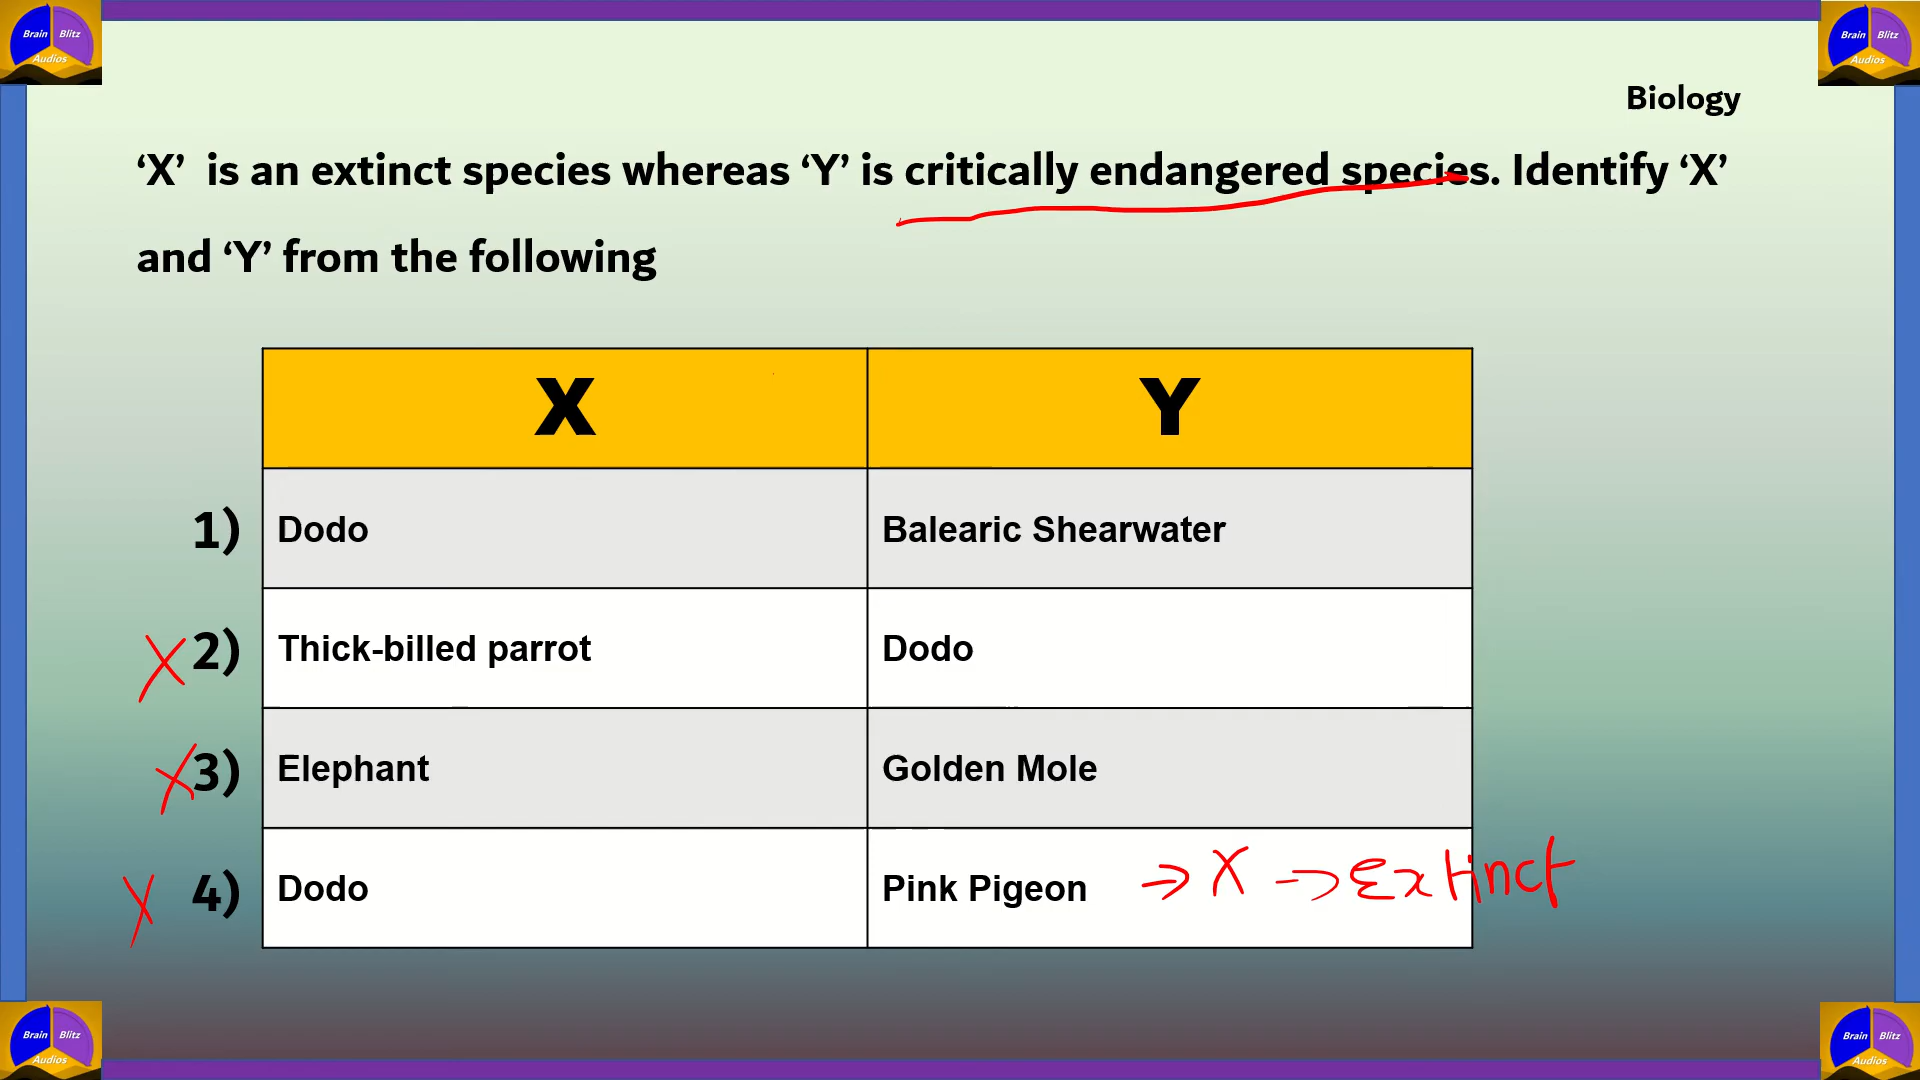 Brain Blitz
Audios
Brain Blitz
Audios
Biology
‘X’ is an extinct species whereas ‘Y’ is critically endangered species. Identify ‘X’
and ‘Y’ from the following
X Y
1) Dodo Balearic Shearwater
X 2) Thick-billed parrot Dodo
X 3) Elephant Golden Mole
X 4) Dodo Pink Pigeon → X → Extinct
Brain Blitz
Audios
Brain Blitz
Audios